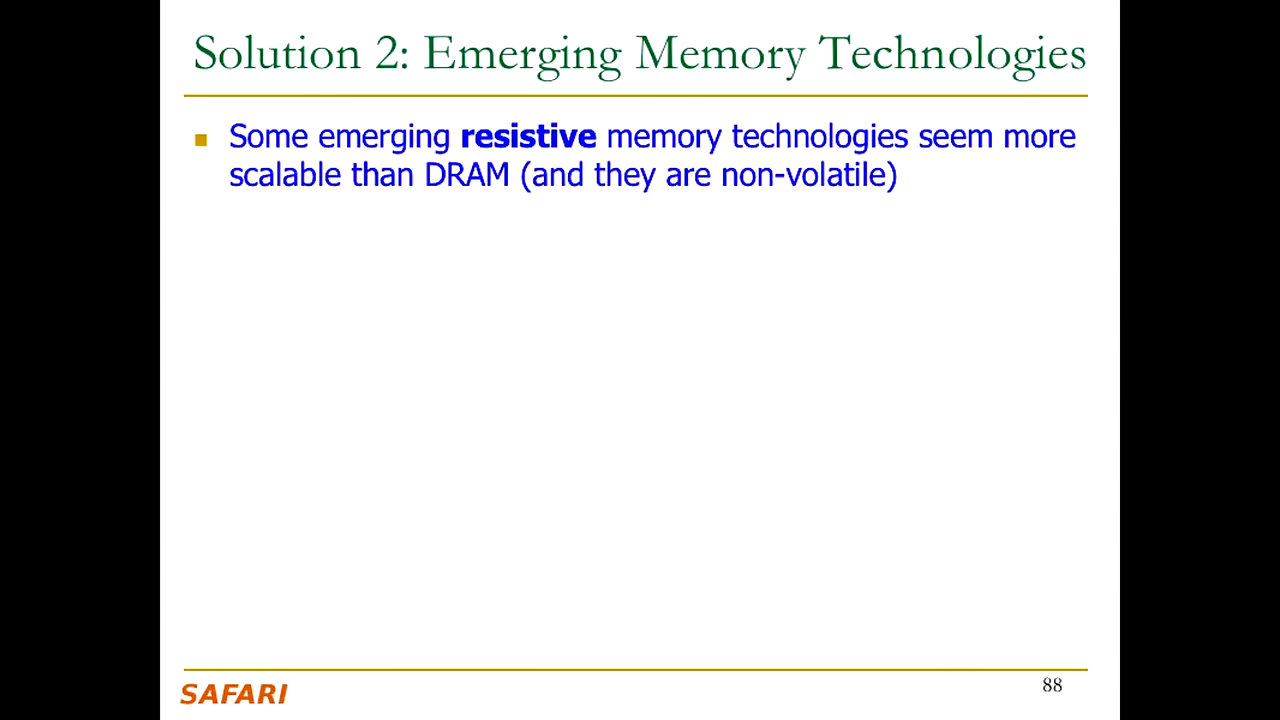 Solution 2: Emerging Memory Technologies
Some emerging resistive memory technologies seem more
scalable than DRAM (and they are non-volatile)
SAFARI
88